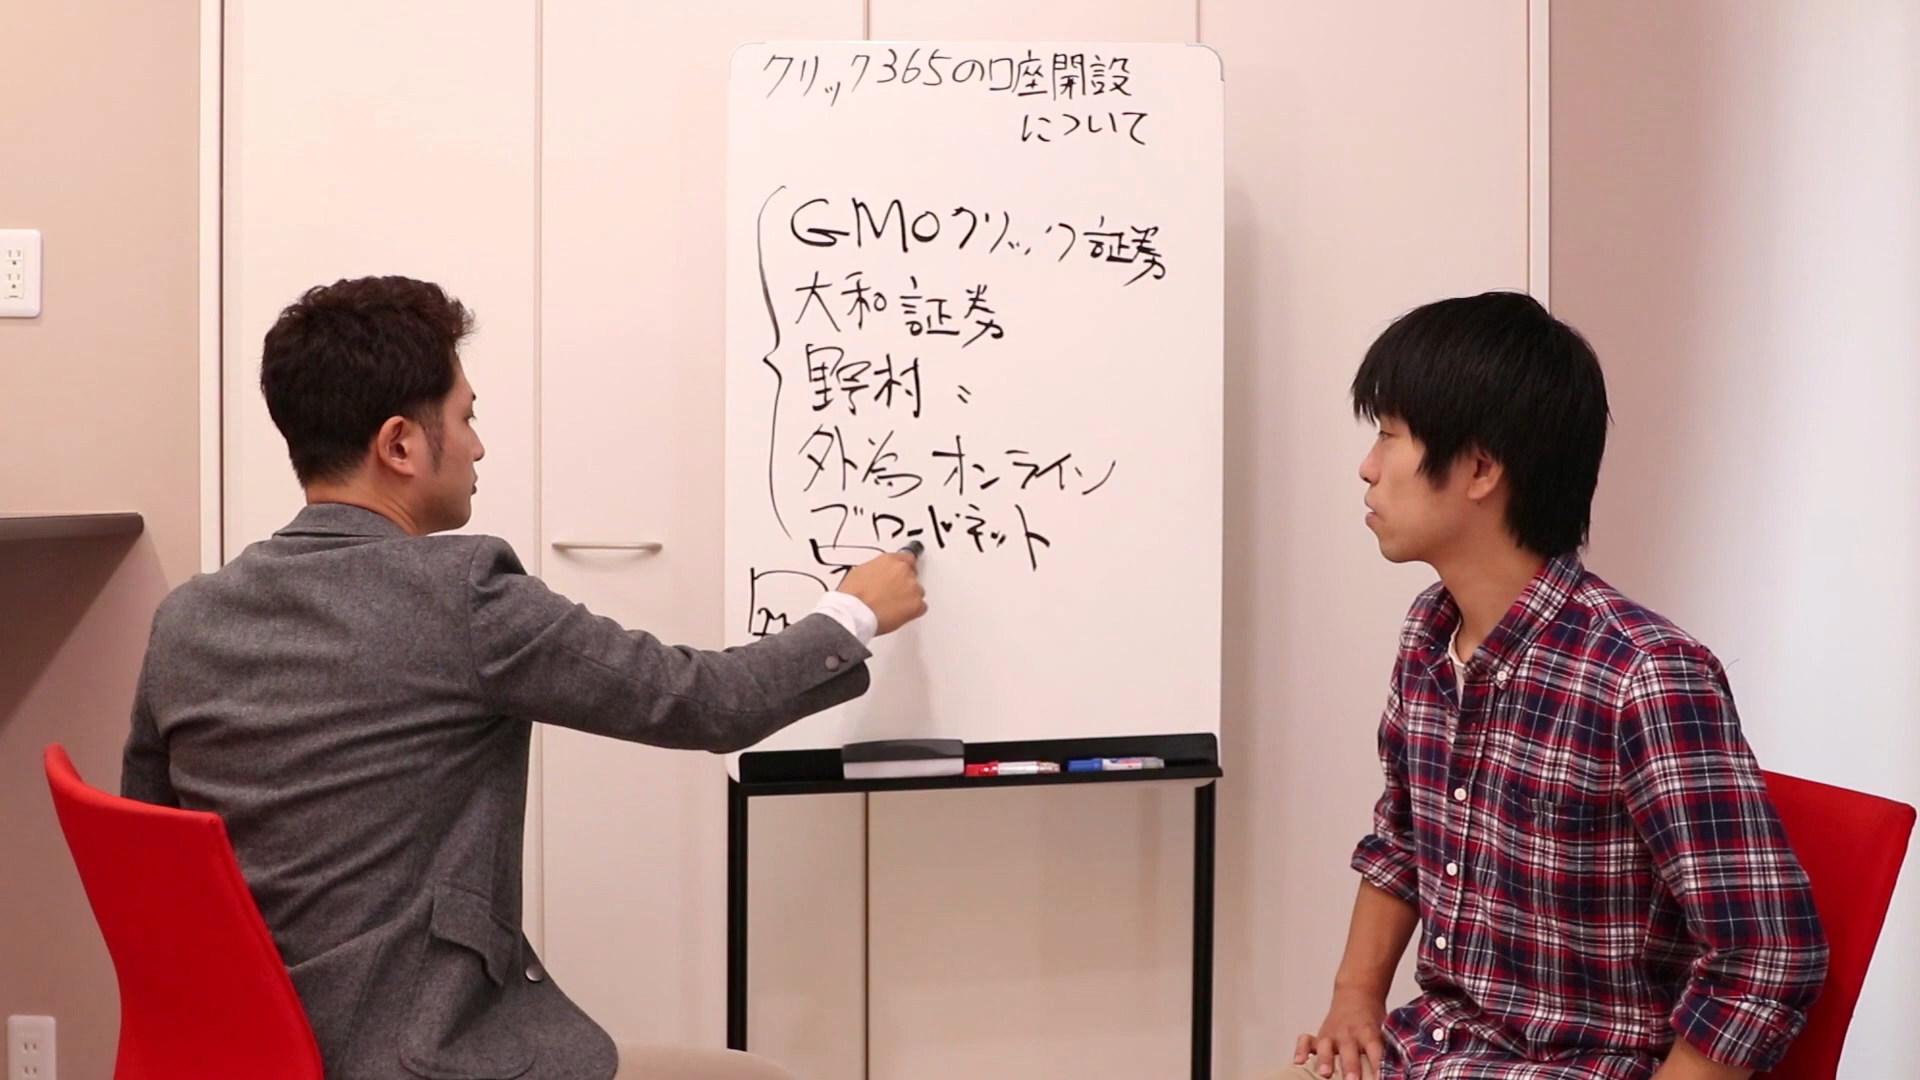 クリック365の口座開設
について
GMOクリック証券
大和証券
野村 〃
外為オンライン
ブロードネット